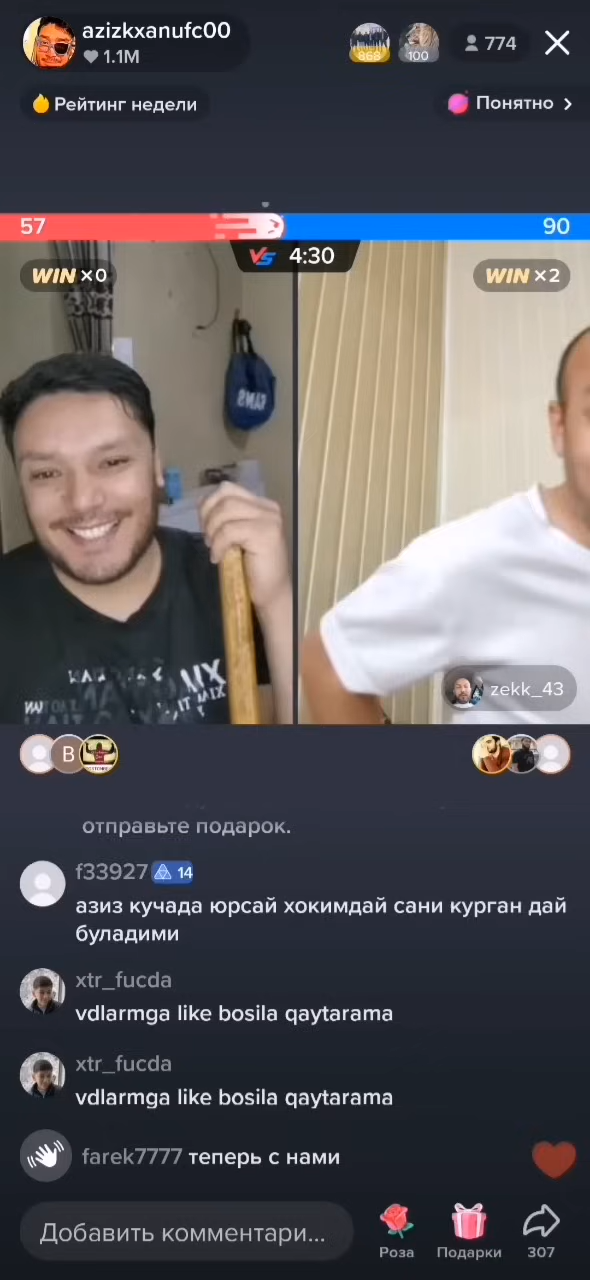 azizkxanufc00
1.1M
868
100
774
Рейтинг недели
Понятно
57
90
VS 4:30
WIN ×0
WIN ×2
zekk_43
B
отправьте подарок.
f33927 14
азиз кучада юрсай хокимдай сани курган дай
буладими
xtr_fucda
vdlarmga like bosila qaytarama
xtr_fucda
vdlarmga like bosila qaytarama
farek7777 теперь с нами
Добавить комментари...
Роза
Подарки
307